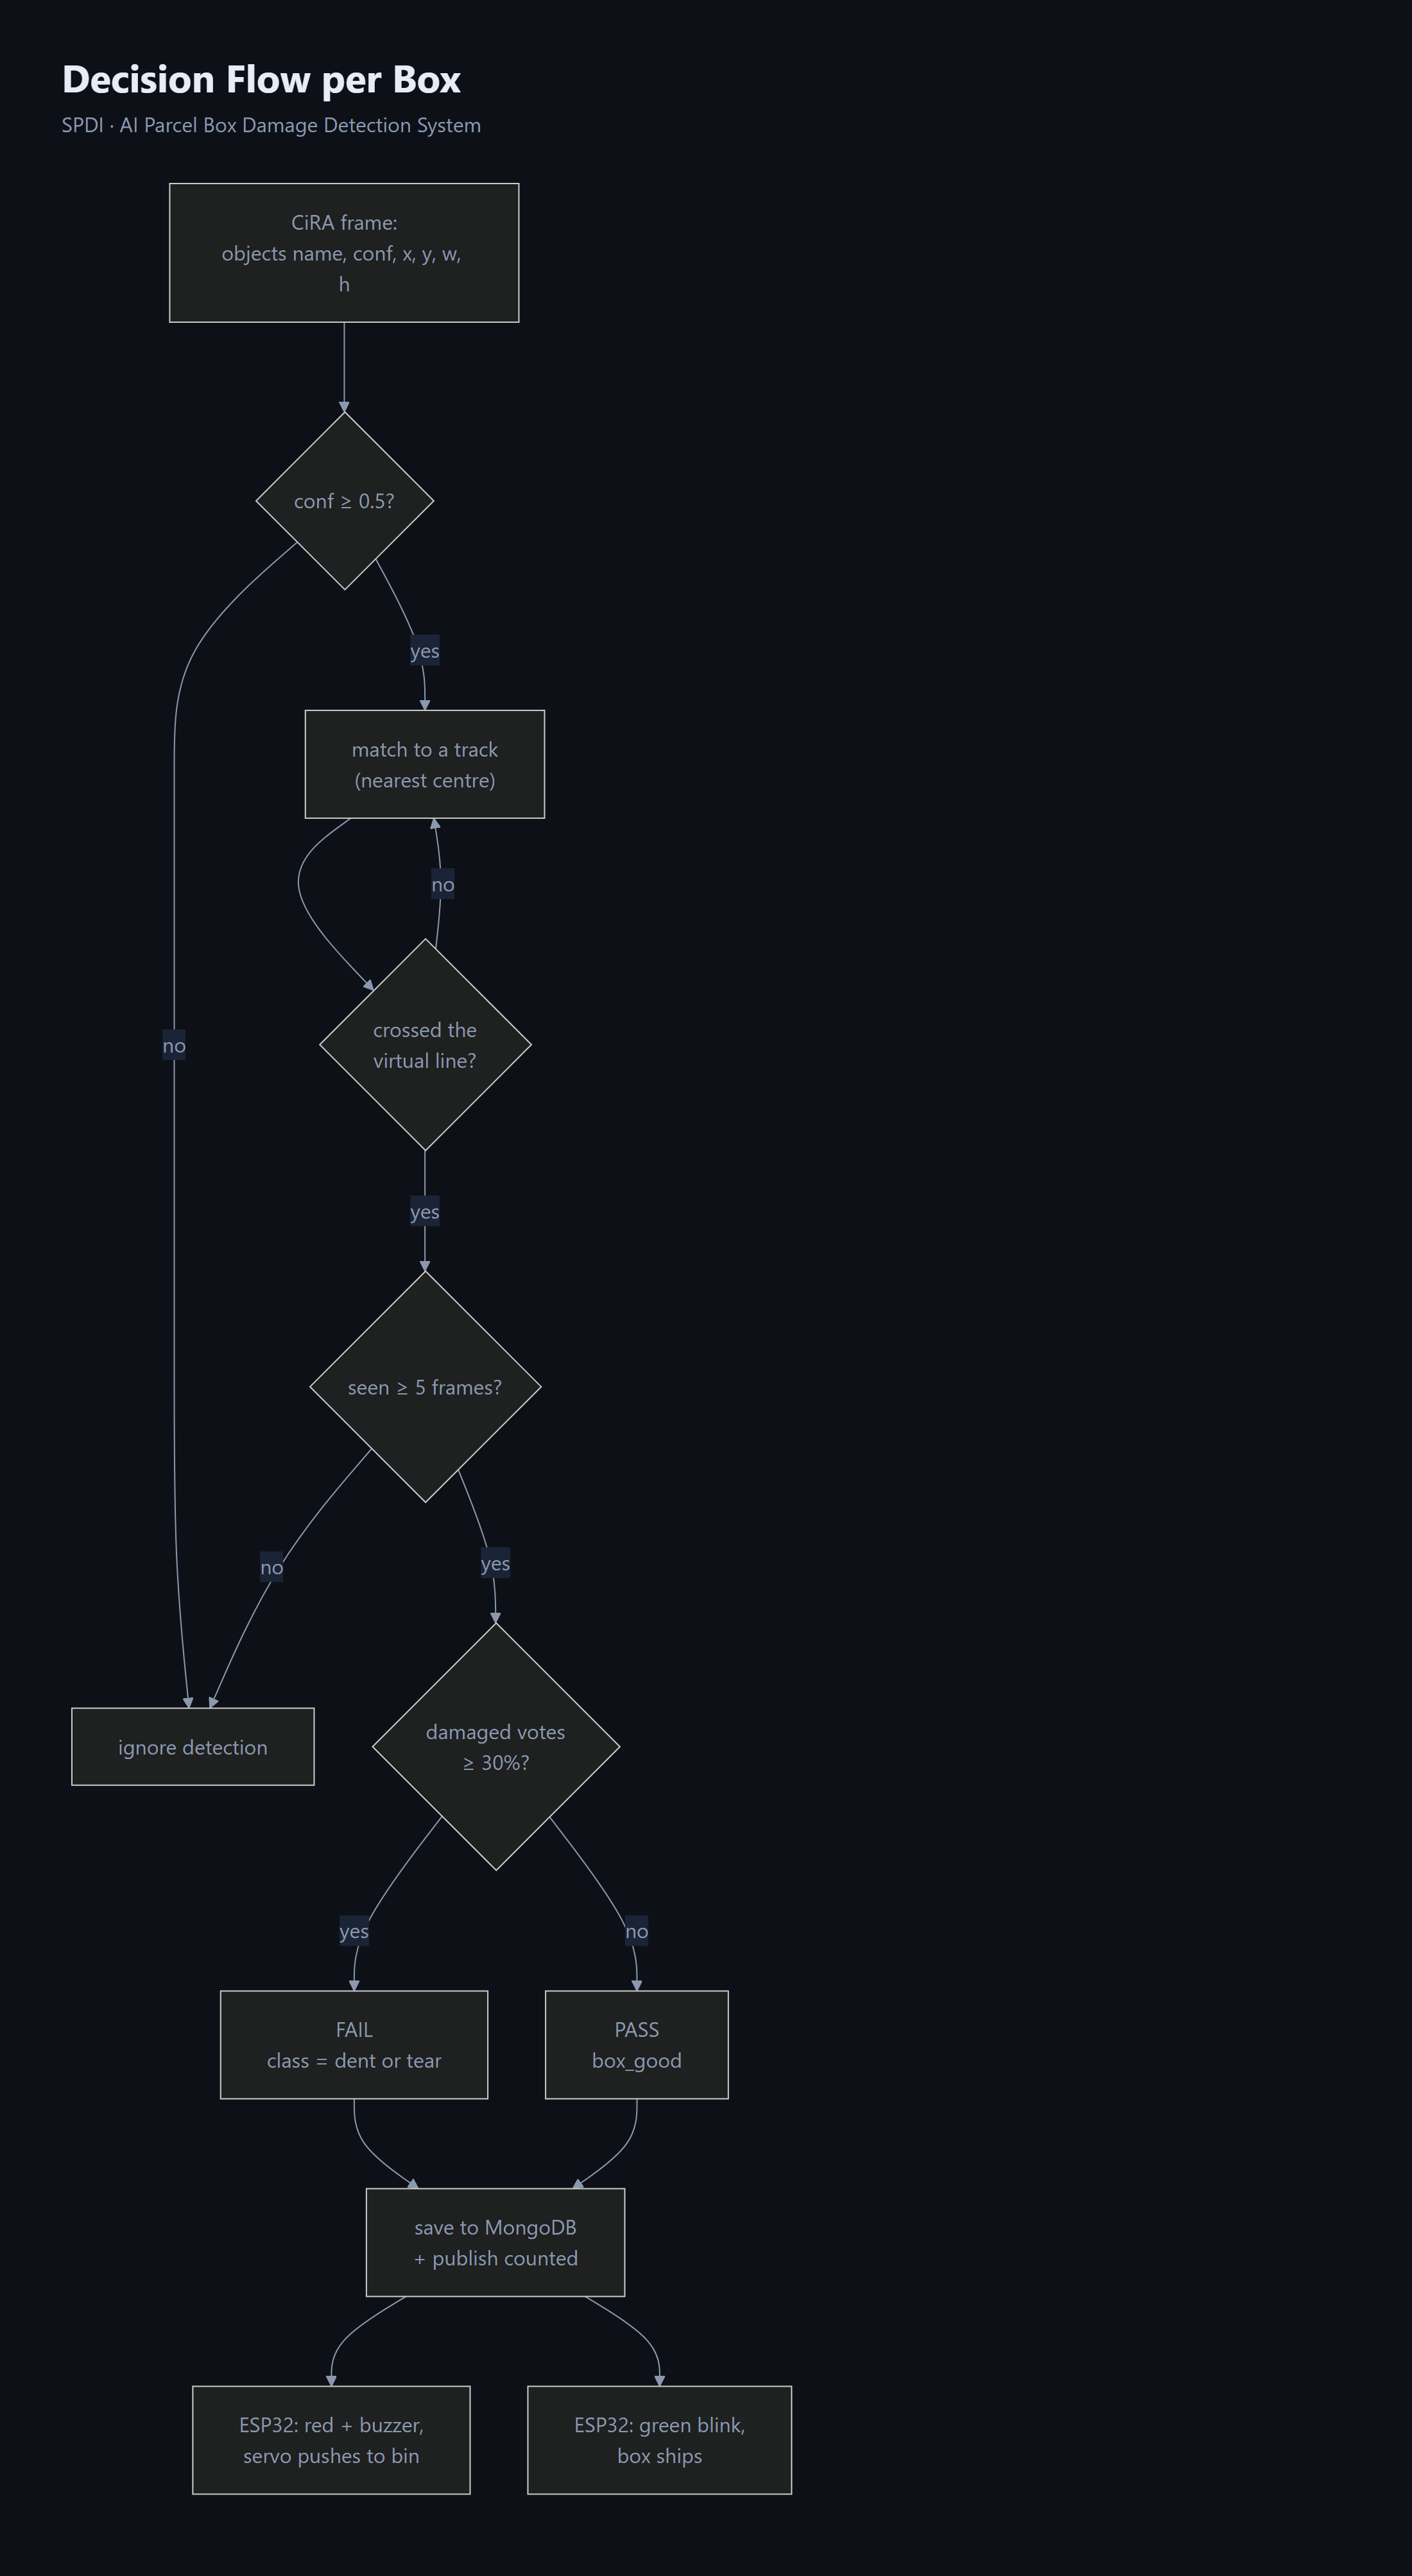 Decision Flow per Box
SPDI · AI Parcel Box Damage Detection System
CiRA frame:
objects name, conf, x, y, w,
h
conf ≥ 0.5?
yes
match to a track
(nearest centre)
no
crossed the
virtual line?
no
yes
seen ≥ 5 frames?
no
yes
ignore detection
damaged votes
≥ 30%?
yes
no
FAIL
class = dent or tear
PASS
box_good
save to MongoDB
+ publish counted
ESP32: red + buzzer,
servo pushes to bin
ESP32: green blink,
box ships